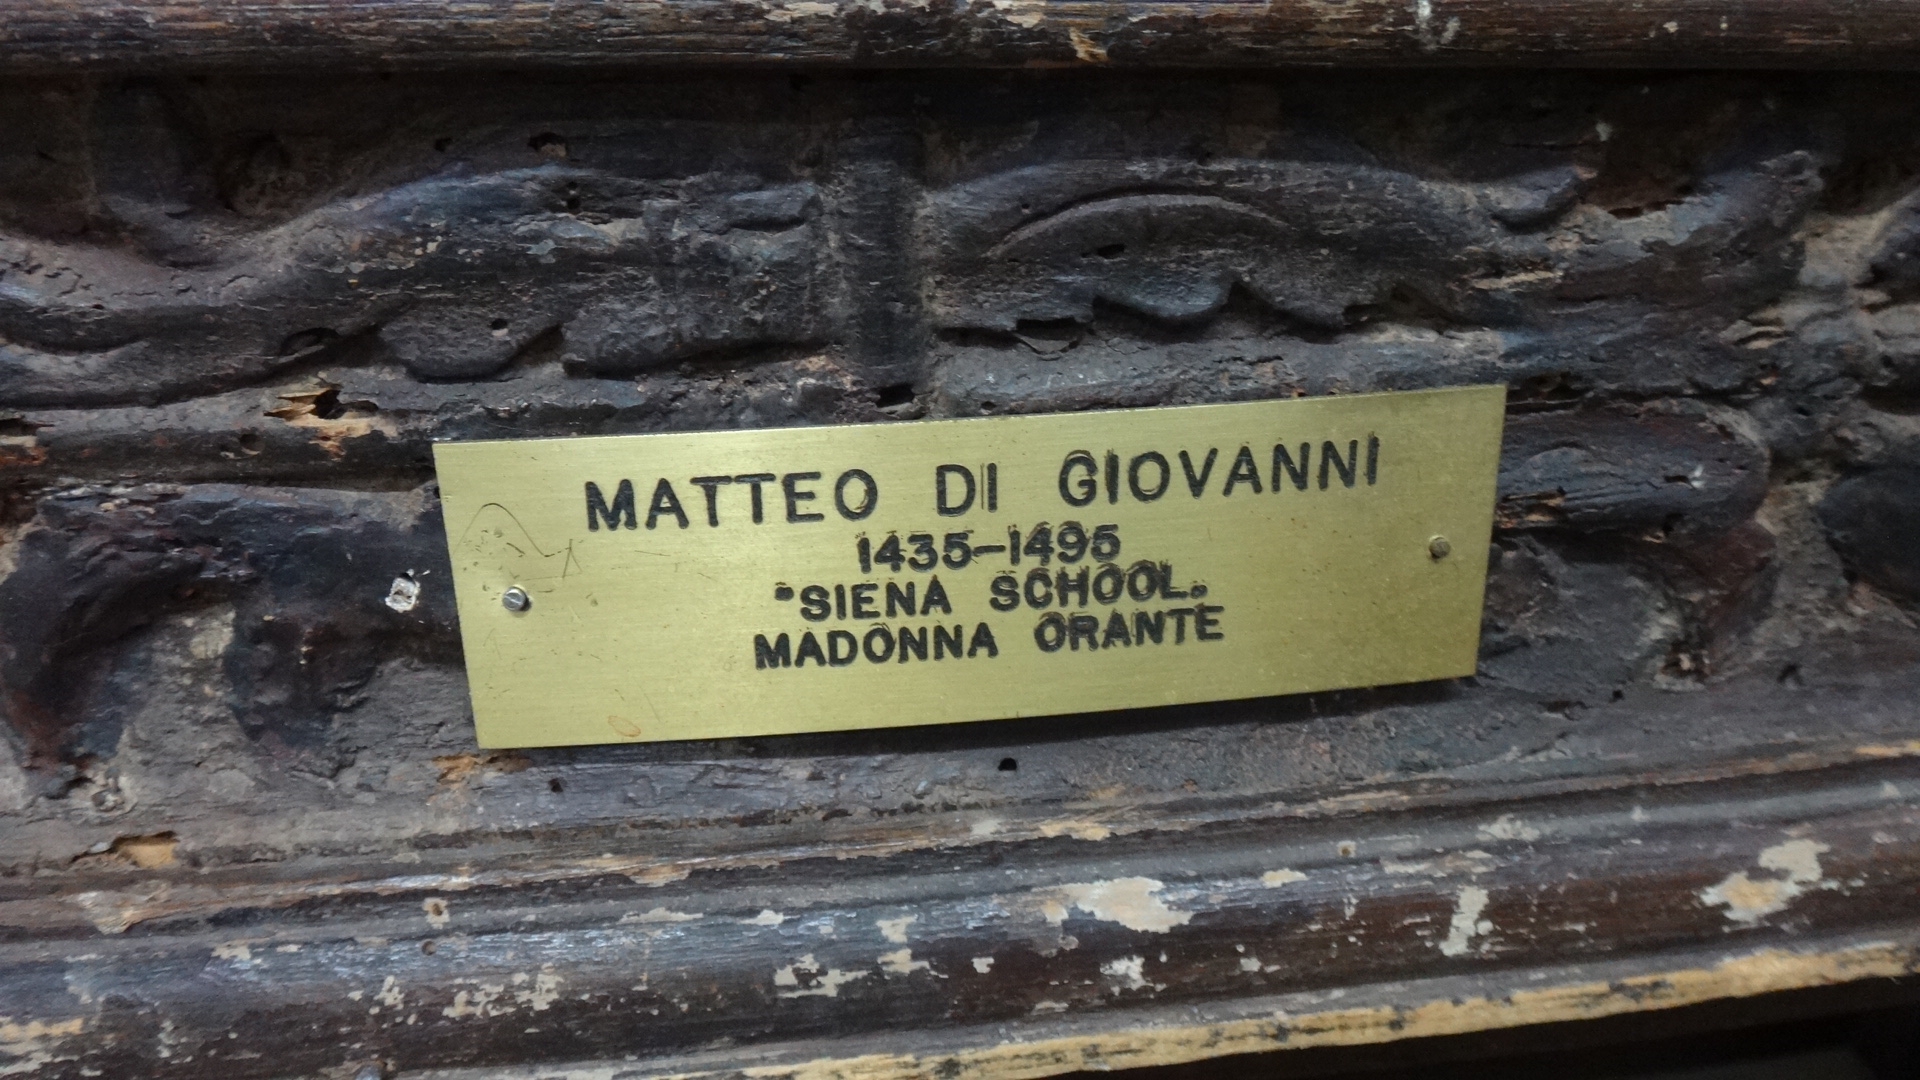 MATTEO DI GIOVANNI
1435-1495
"SIENA SCHOOL"
MADONNA ORANTE